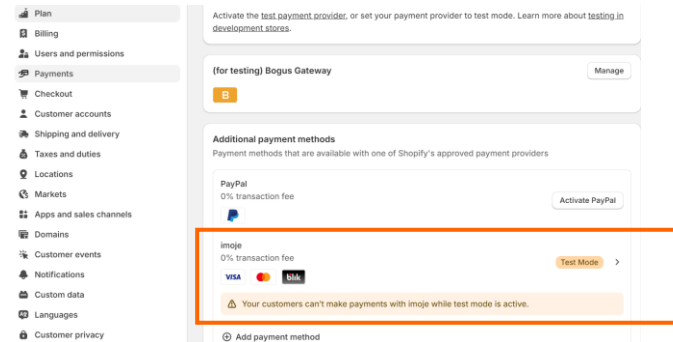 Plan
Billing
Users and permissions
Payments
Checkout
Customer accounts
Shipping and delivery
Taxes and duties
Locations
Markets
Apps and sales channels
Domains
Customer events
Notifications
Custom data
Languages
Customer privacy
Activate the test payment provider, or set your payment provider to test mode. Learn more about testing in
development stores.
(for testing) Bogus Gateway
Manage
B
Additional payment methods
Payment methods that are available with one of Shopify's approved payment providers
PayPal
0% transaction fee
Activate PayPal
imoje
0% transaction fee
Test Mode
VISA blik
Your customers can't make payments with imoje while test mode is active.
Add payment method